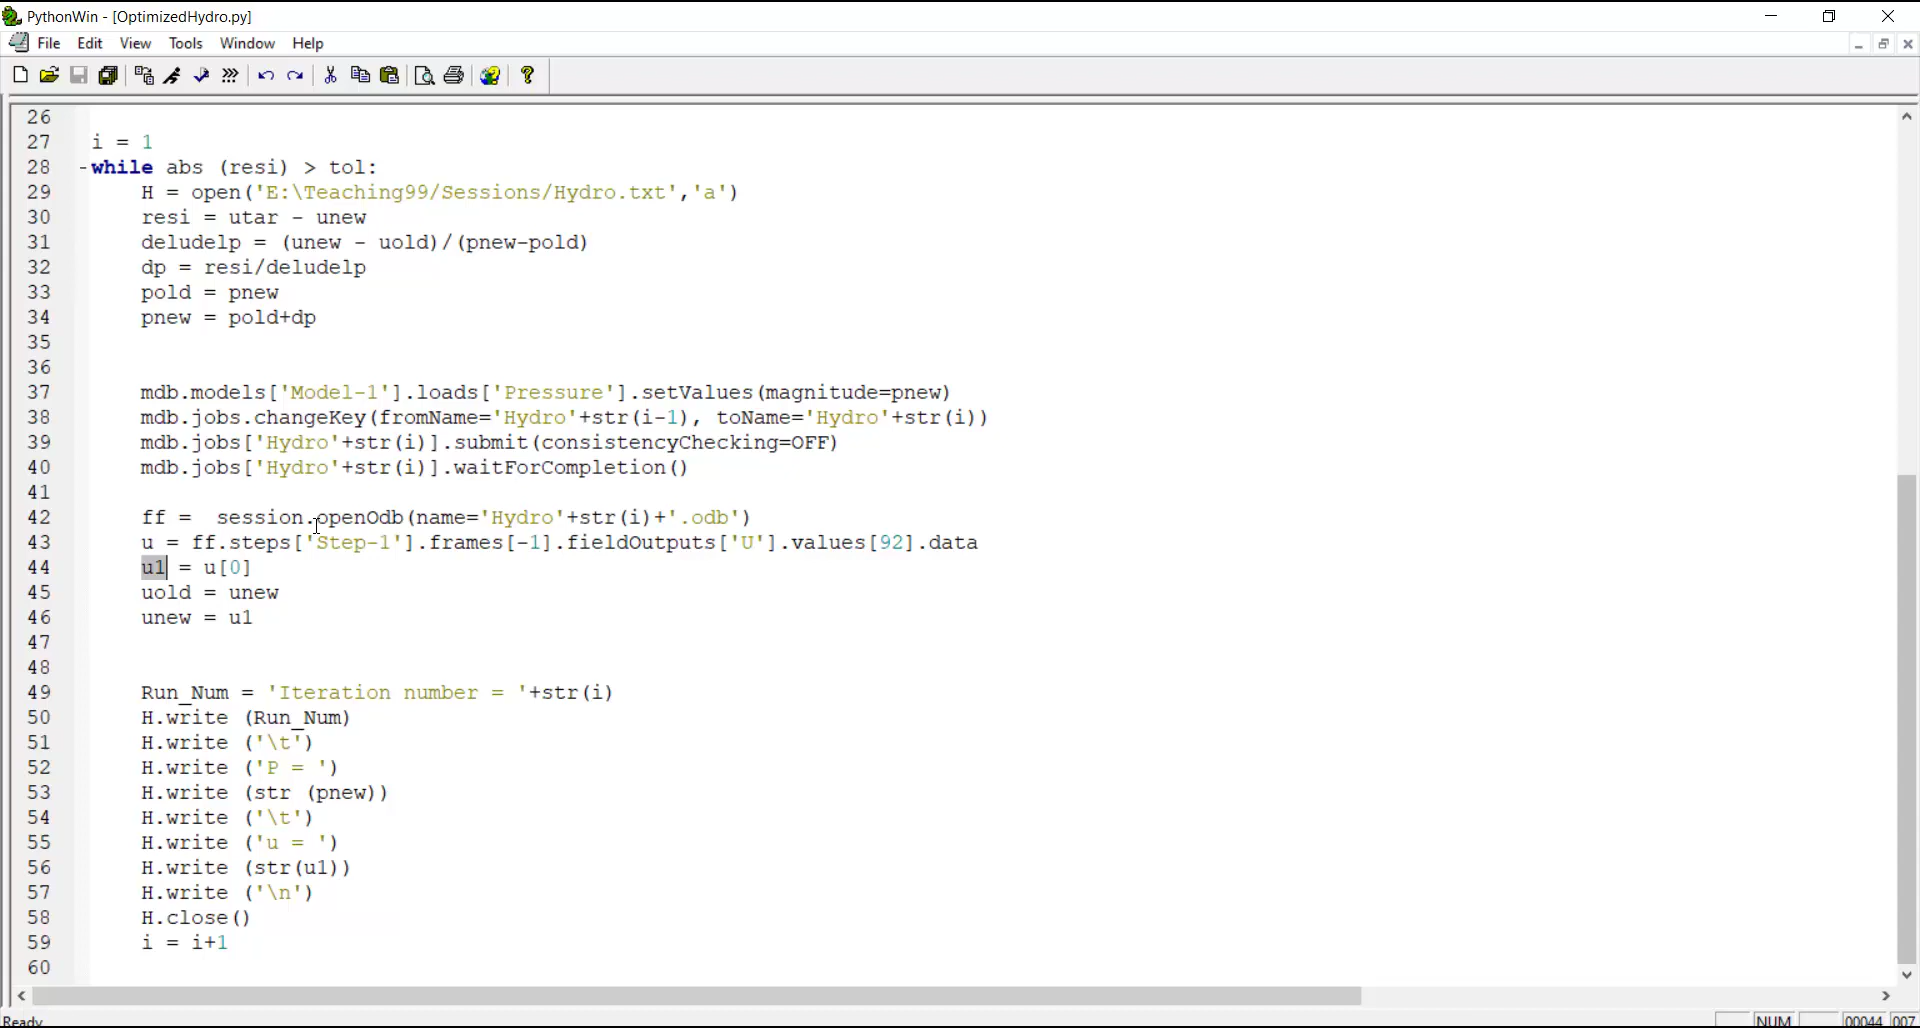 PythonWin - [OptimizedHydro.py]
File Edit View Tools Window Help
26
27 i = 1
28 -while abs (resi) > tol:
29 H = open('E:\Teaching99/Sessions/Hydro.txt','a')
30 resi = utar - unew
31 deludelp = (unew - uold)/(pnew-pold)
32 dp = resi/deludelp
33 pold = pnew
34 pnew = pold+dp
35
36
37 mdb.models['Model-1'].loads['Pressure'].setValues(magnitude=pnew)
38 mdb.jobs.changeKey(fromName='Hydro'+str(i-1), toName='Hydro'+str(i))
39 mdb.jobs['Hydro'+str(i)].submit(consistencyChecking=OFF)
40 mdb.jobs['Hydro'+str(i)].waitForCompletion()
41
42 ff =  session.openOdb(name='Hydro'+str(i)+'.odb')
43 u = ff.steps['Step-1'].frames[-1].fieldOutputs['U'].values[92].data
44 u1 = u[0]
45 uold = unew
46 unew = u1
47
48
49 Run_Num = 'Iteration number = '+str(i)
50 H.write (Run_Num)
51 H.write ('\t')
52 H.write ('P = ')
53 H.write (str (pnew))
54 H.write ('\t')
55 H.write ('u = ')
56 H.write (str(u1))
57 H.write ('\n')
58 H.close()
59 i = i+1
60
Ready NUM 00044 007